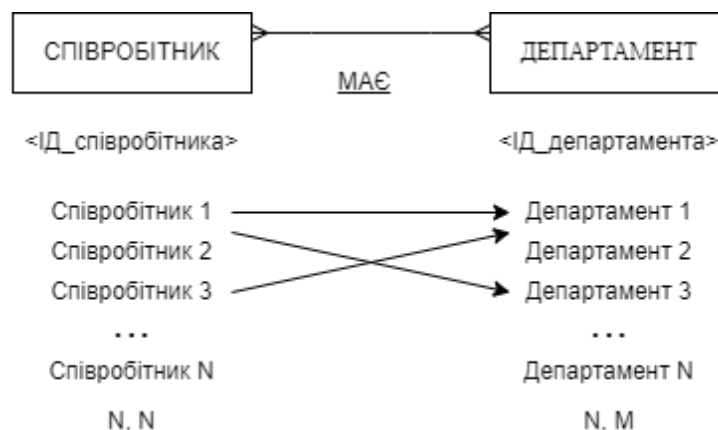 СПІВРОБІТНИК ДЕПАРТАМЕНТ
МАЄ
<ІД_співробітника> <ІД_департамента>
Співробітник 1 Департамент 1
Співробітник 2 Департамент 2
Співробітник 3 Департамент 3
... ...
Співробітник N Департамент N
N, N N, M